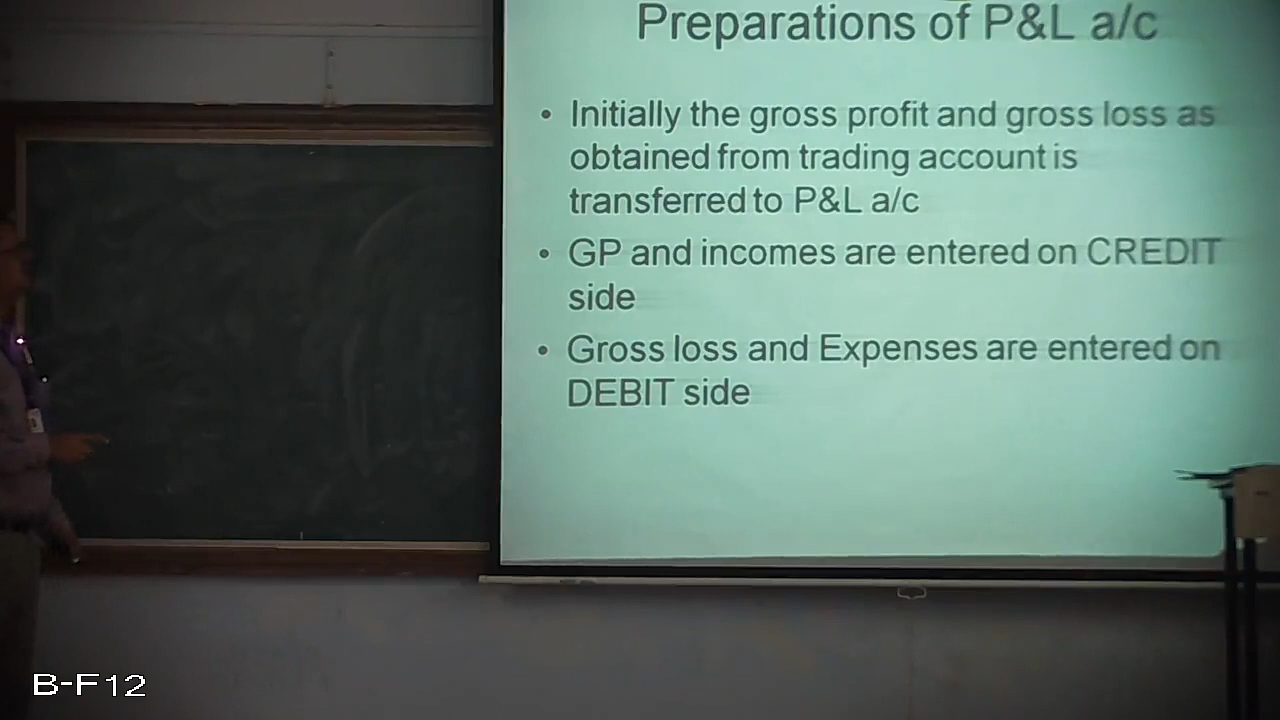 Preparations of P&L a/c
• Initially the gross profit and gross loss as
obtained from trading account is
transferred to P&L a/c
• GP and incomes are entered on CREDIT
side
• Gross loss and Expenses are entered on
DEBIT side
B-F12